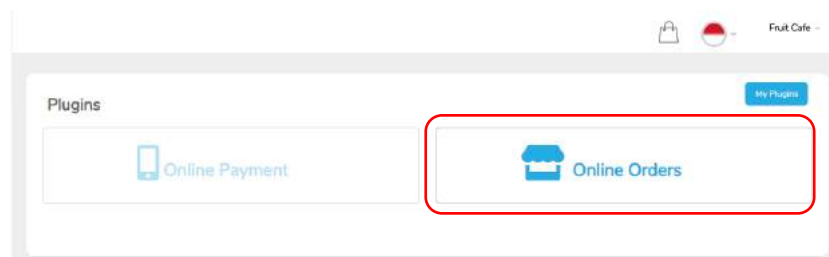 Fruit Cafe
My Plugins
Plugins
Online Payment
Online Orders